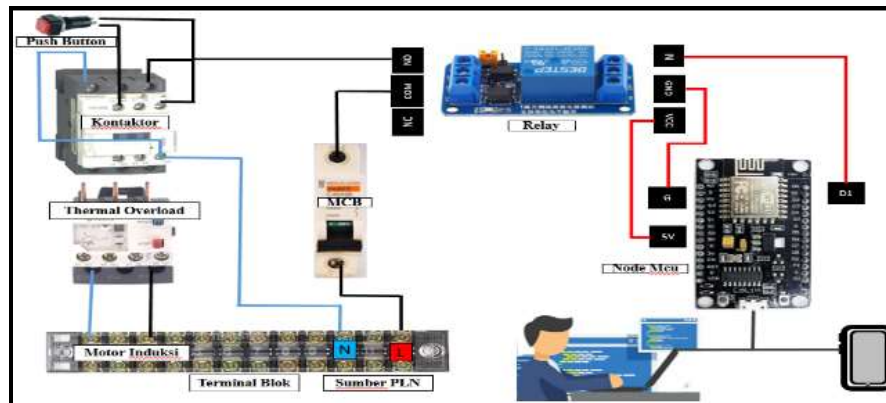 Push Button
Kontaktor
Thermal Overload
Motor Induksi
Terminal Blok
N
L
Sumber PLN
MCB
NO
COM
NC
BESTEP
Relay
IN
GND
VCC
G
5V
D1
Node Mcu